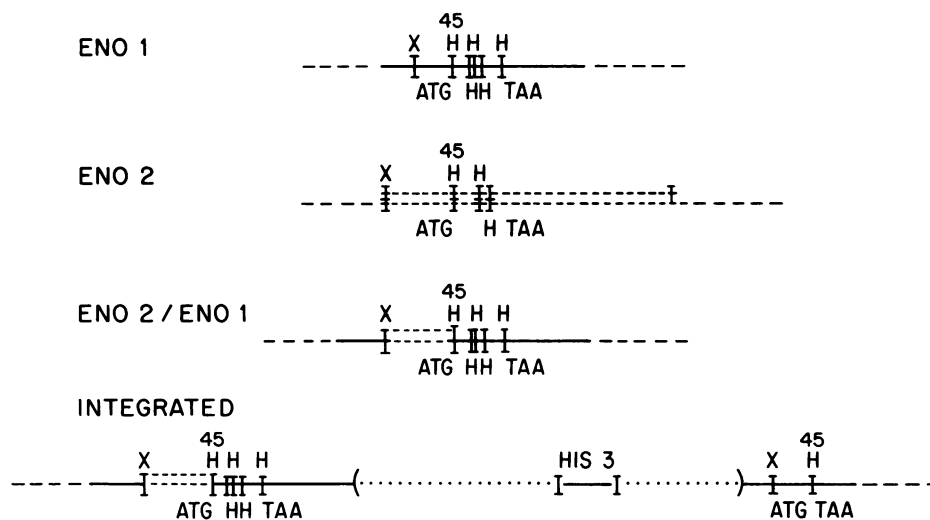 45
ENO 1 X H H H
ATG HH TAA
45
ENO 2 X H H
ATG H TAA
45
ENO 2 / ENO 1 X H H H
ATG HH TAA
INTEGRATED
45 45
X H H H HIS 3 X H
ATG HH TAA ATG TAA